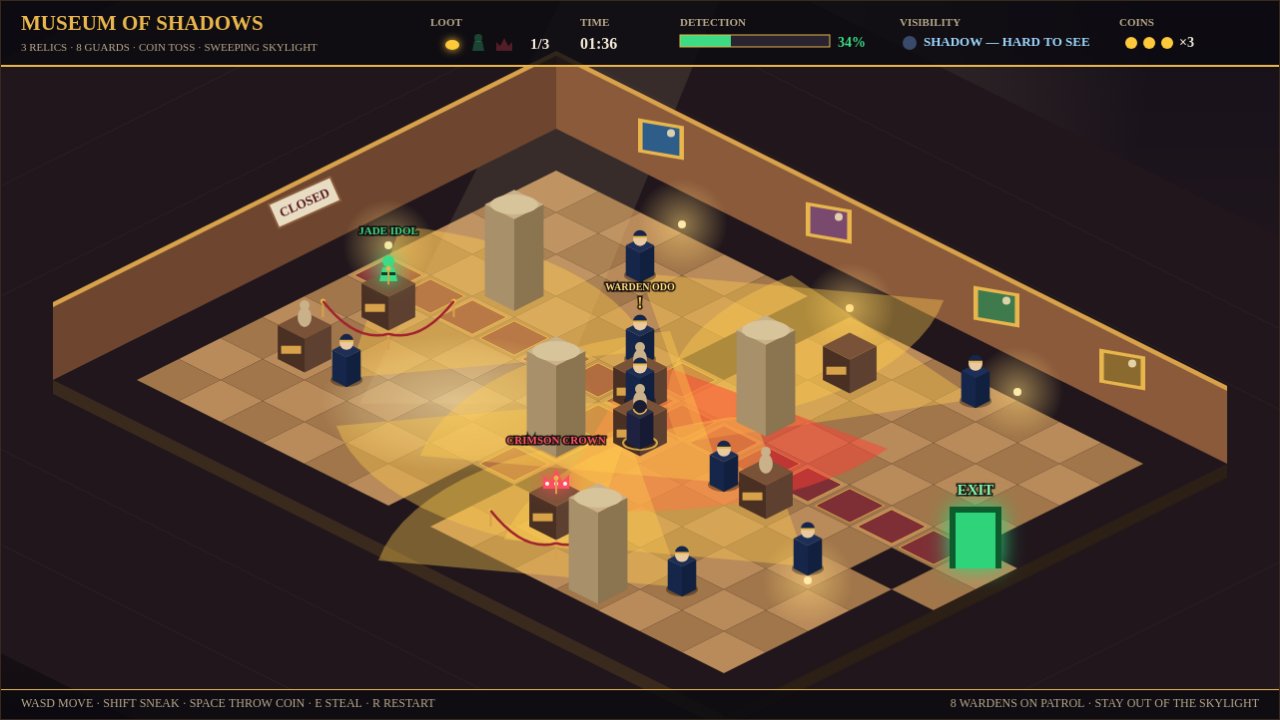 MUSEUM OF SHADOWS
3 RELICS · 8 GUARDS · COIN TOSS · SWEEPING SKYLIGHT
LOOT
1/3
TIME
01:36
DETECTION
34%
VISIBILITY
SHADOW — HARD TO SEE
COINS
×3
CLOSED
JADE IDOL
WARDEN ODO
!
CRIMSON CROWN
EXIT
WASD MOVE · SHIFT SNEAK · SPACE THROW COIN · E STEAL · R RESTART
8 WARDENS ON PATROL · STAY OUT OF THE SKYLIGHT